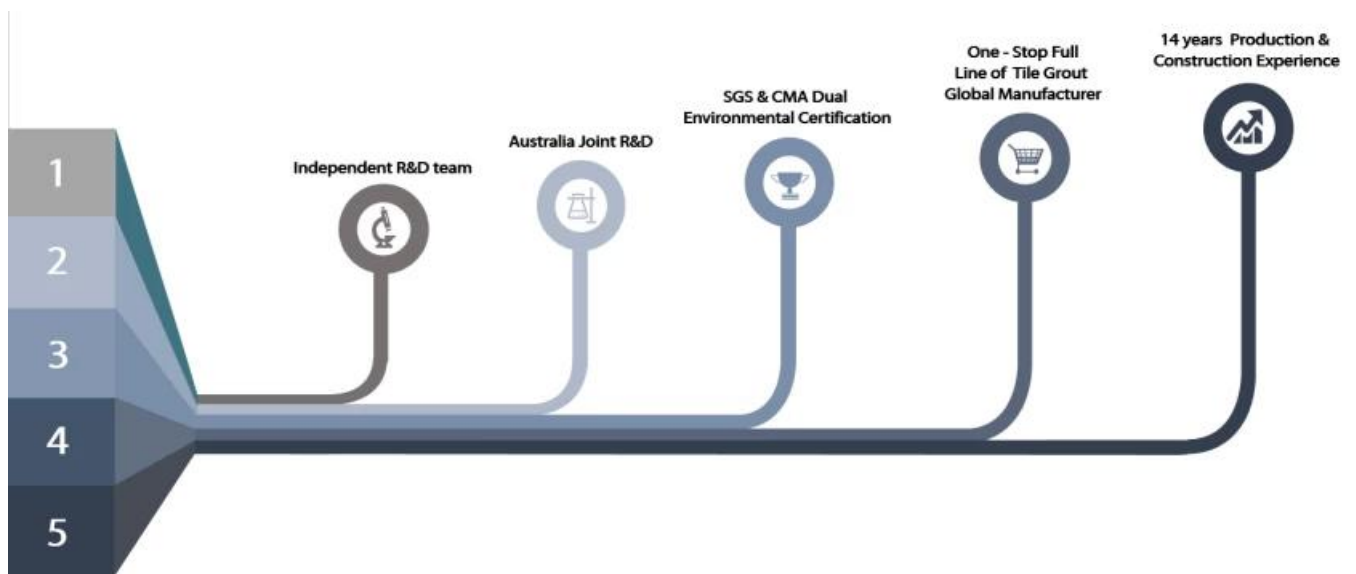 1
2
3
4
5
Independent R&D team
Australia Joint R&D
SGS & CMA Dual
Environmental Certification
One - Stop Full
Line of Tile Grout
Global Manufacturer
14 years Production &
Construction Experience